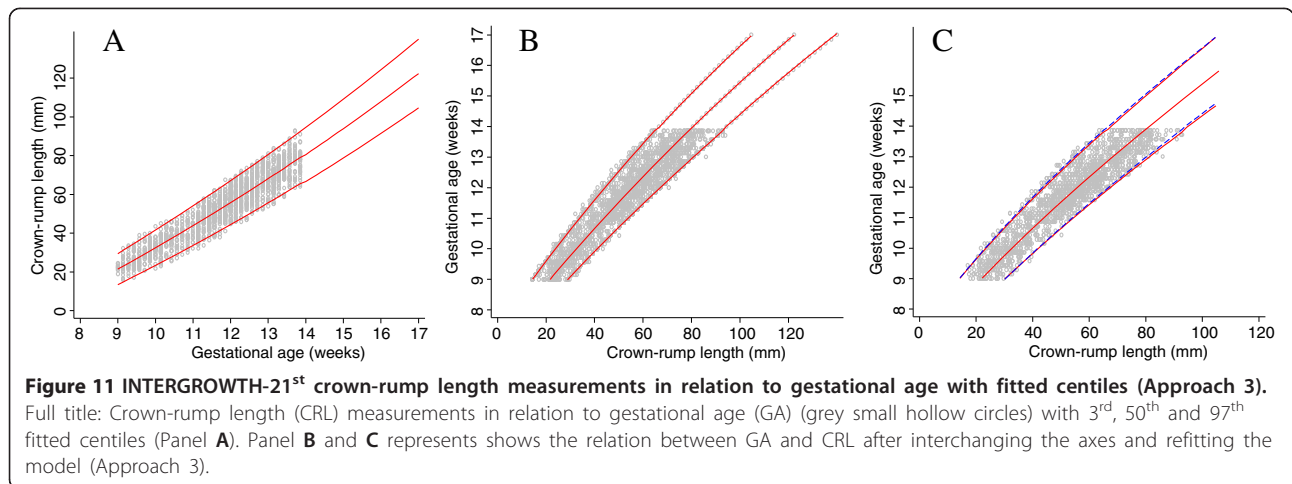 A
B
C
Crown-rump length (mm)
0 20 40 60 80 100 120
8 9 10 11 12 13 14 15 16 17
Gestational age (weeks)
Gestational age (weeks)
8 9 10 11 12 13 14 15 16 17
0 20 40 60 80 100 120
Crown-rump length (mm)
Gestational age (weeks)
8 9 10 11 12 13 14 15
0 20 40 60 80 100 120
Crown-rump length (mm)
Figure 11 INTERGROWTH-21st crown-rump length measurements in relation to gestational age with fitted centiles (Approach 3).
Full title: Crown-rump length (CRL) measurements in relation to gestational age (GA) (grey small hollow circles) with 3rd, 50th and 97th
fitted centiles (Panel A). Panel B and C represents shows the relation between GA and CRL after interchanging the axes and refitting the
model (Approach 3).